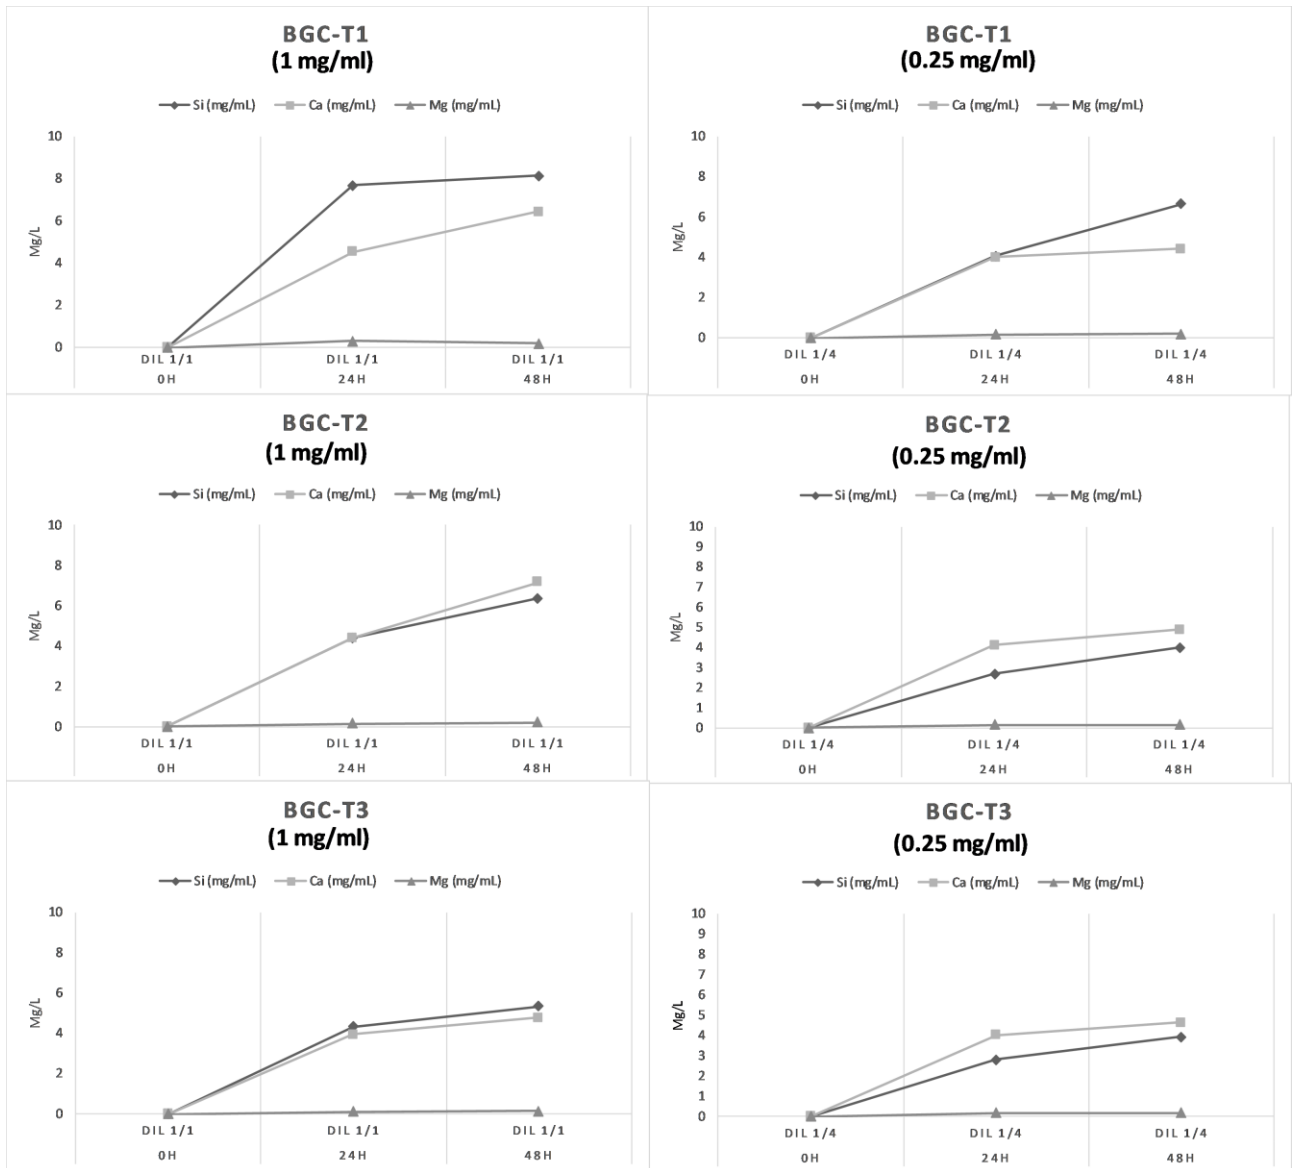 BGC-T1
(1 mg/ml)
Si (mg/mL) Ca (mg/mL) Mg (mg/mL)
10
8
6
4
2
0
Mg/L
DIL 1/1 DIL 1/1 DIL 1/1
0H 24H 48H
BGC-T1
(0.25 mg/ml)
Si (mg/mL) Ca (mg/mL) Mg (mg/mL)
10
8
6
4
2
0
Mg/L
DIL 1/4 DIL 1/4 DIL 1/4
0H 24H 48H
BGC-T2
(1 mg/ml)
Si (mg/mL) Ca (mg/mL) Mg (mg/mL)
10
8
6
4
2
0
Mg/L
DIL 1/1 DIL 1/1 DIL 1/1
0H 24H 48H
BGC-T2
(0.25 mg/ml)
Si (mg/mL) Ca (mg/mL) Mg (mg/mL)
10
9
8
7
6
5
4
3
2
1
0
Mg/L
DIL 1/4 DIL 1/4 DIL 1/4
0H 24H 48H
BGC-T3
(1 mg/ml)
Si (mg/mL) Ca (mg/mL) Mg (mg/mL)
10
8
6
4
2
0
Mg/L
DIL 1/1 DIL 1/1 DIL 1/1
0H 24H 48H
BGC-T3
(0.25 mg/ml)
Si (mg/mL) Ca (mg/mL) Mg (mg/mL)
10
9
8
7
6
5
4
3
2
1
0
Mg/L
DIL 1/4 DIL 1/4 DIL 1/4
0H 24H 48H